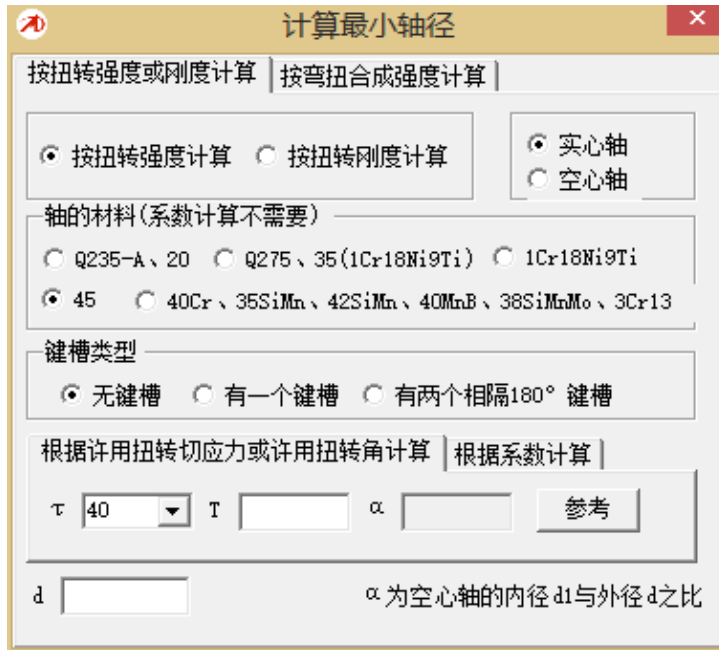 计算最小轴径
按扭转强度或刚度计算 按弯扭合成强度计算
按扭转强度计算 按扭转刚度计算
实心轴
空心轴
轴的材料(系数计算不需要)
Q235-A、20 Q275、35(1Cr18Ni9Ti) 1Cr18Ni9Ti
45 40Cr、35SiMn、42SiMn、40MnB、38SiMnMo、3Cr13
键槽类型
无键槽 有一个键槽 有两个相隔180°键槽
根据许用扭转切应力或许用扭转角计算 根据系数计算
τ 40 T α 参考
d α为空心轴的内径d1与外径d之比